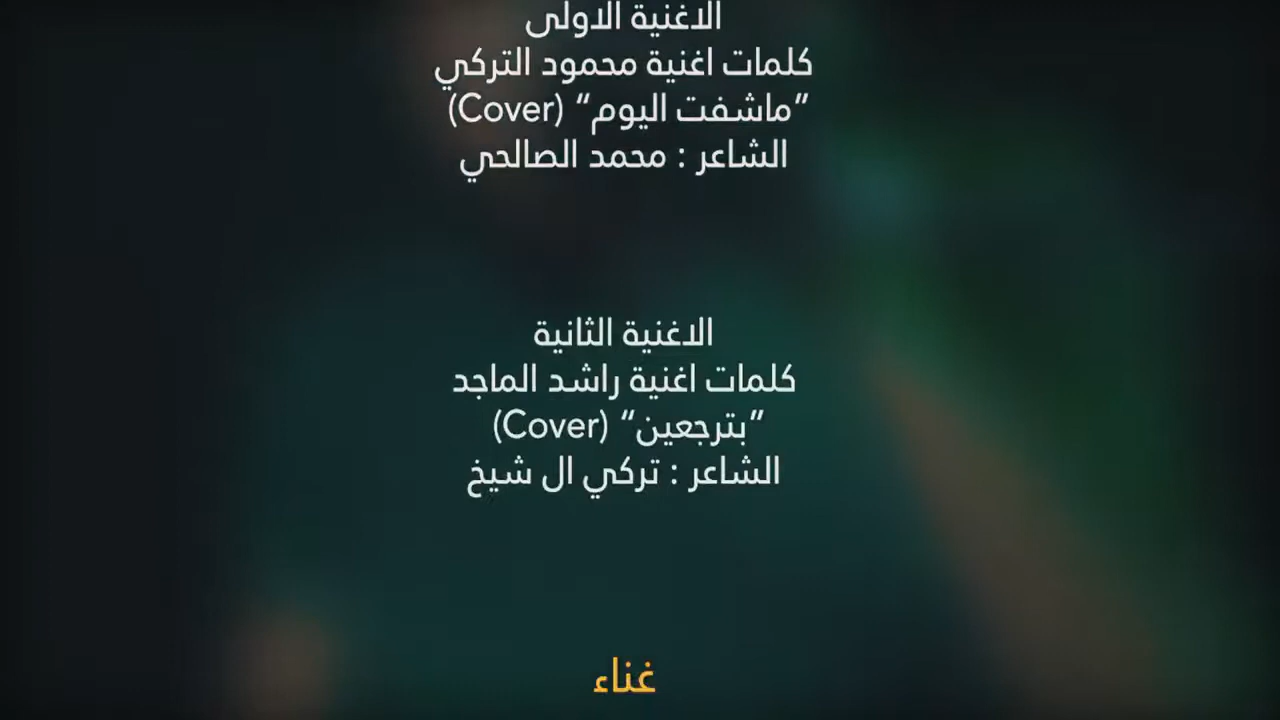 الاغنية الاولى
كلمات اغنية محمود التركي
”ماشفت اليوم“ (Cover)
الشاعر : محمد الصالحي
الاغنية الثانية
كلمات اغنية راشد الماجد
”بترجعين“ (Cover)
الشاعر : تركي ال شيخ
غناء